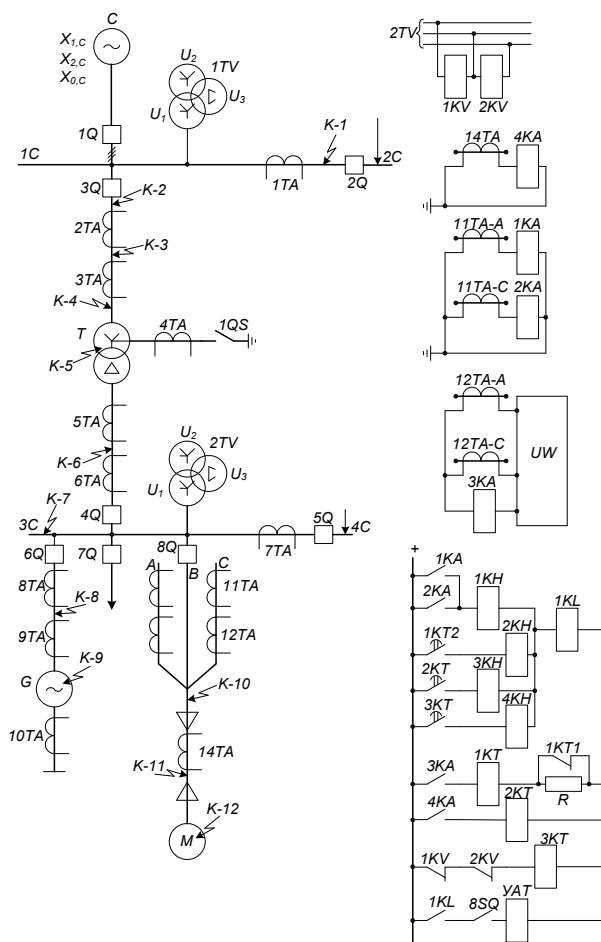 C
X1,C
X2,C
X0,C
U2
1TV
U1
U3
1Q
K-1
1C
2C
1TA
2Q
3Q
K-2
2TA
K-3
3TA
K-4
T
4TA
1QS
K-5
5TA
K-6
6TA
U2
2TV
U1
U3
K-7
4Q
5Q
3C
4C
6Q
7Q
8Q
7TA
A
B
C
8TA
K-8
11TA
9TA
12TA
G
K-9
K-10
10TA
14TA
K-11
K-12
M
2TV
1KV
2KV
14TA
4KA
11TA-A
1KA
11TA-C
2KA
12TA-A
12TA-C
UW
3KA
+
1KA
1KH
1KL
2KA
2KH
1KT2
2KT
3KH
3KT
4KH
1KT1
3KA
1KT
R
2KT
4KA
3KT
1KV
2KV
1KL
8SQ
УАТ